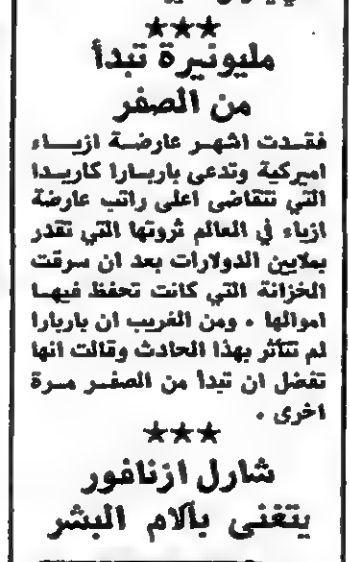 ★★★
مليونيرة تبدأ
من الصفر
فقدت اشهر عارضة ازياء
اميركية وتدعى باربارا كاريدا
التي تتقاضى اعلى راتب عارضة
ازياء في العالم ثروتها التي تقدر
بملايين الدولارات بعد ان سرقت
الخزانة التي كانت تحفظ فيها
اموالها . ومن الغريب ان باربارا
لم تتأثر بهذا الحادث وقالت انها
تفضل ان تبدأ من الصفر مرة
اخرى .
★★★
شارل ازنافور
يتغنى بآلام البشر